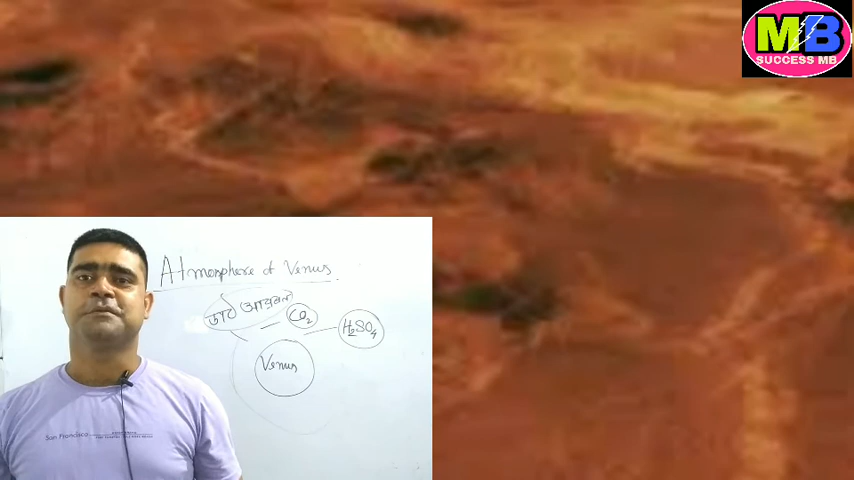 MB
SUCCESS MB
Atmosphere of Venus.
CO₂
H₂SO₄
Venus
San Francisco